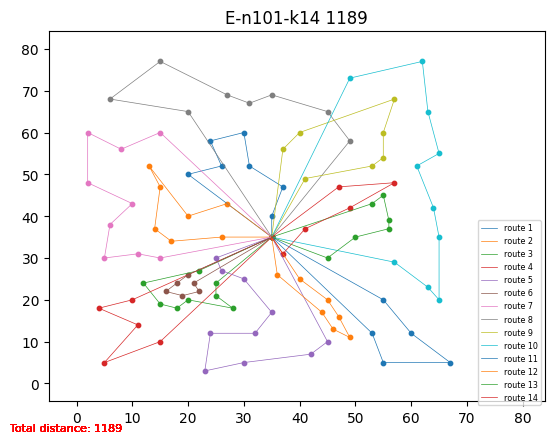 E-n101-k14 1189
80
70
60
50
40
30
20
10
0
route 1
route 2
route 3
route 4
route 5
route 6
route 7
route 8
route 9
route 10
route 11
route 12
route 13
route 14
0 10 20 30 40 50 60 70 80
Total distance: 1189